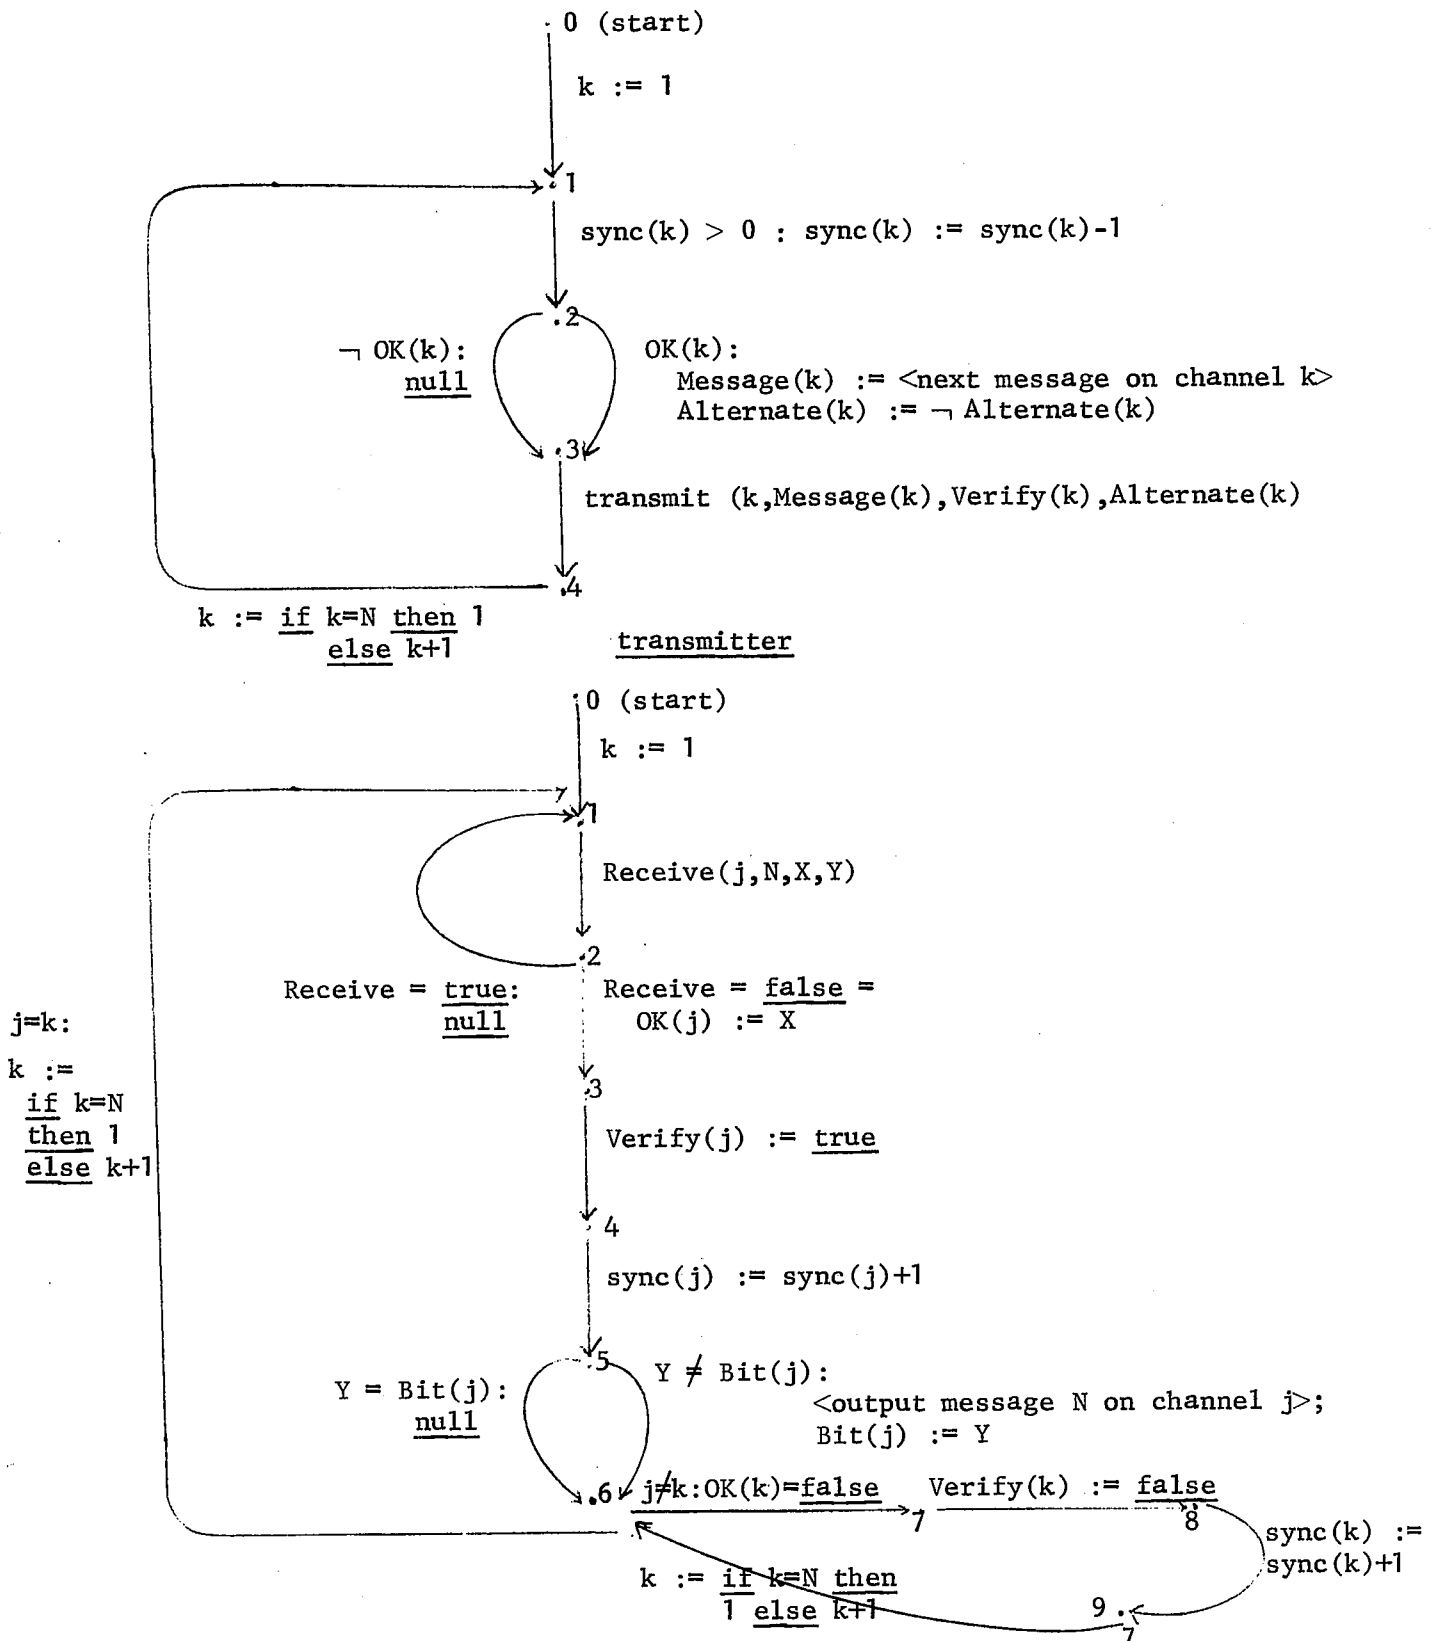 0 (start)
k := 1
1
sync(k) > 0 : sync(k) := sync(k)-1
2
¬ OK(k):
null
OK(k):
Message(k) := <next message on channel k>
Alternate(k) := ¬ Alternate(k)
3
transmit (k,Message(k),Verify(k),Alternate(k)
4
k := if k=N then 1
else k+1
transmitter
0 (start)
k := 1
1
Receive(j,N,X,Y)
2
Receive = true:
null
Receive = false =
OK(j) := X
j=k:
k :=
if k=N
then 1
else k+1
3
Verify(j) := true
4
sync(j) := sync(j)+1
5
Y = Bit(j):
null
Y ≠ Bit(j):
<output message N on channel j>;
Bit(j) := Y
6
j≠k:OK(k)=false
7
Verify(k) := false
8
sync(k) :=
sync(k)+1
k := if k=N then
1 else k+1
9